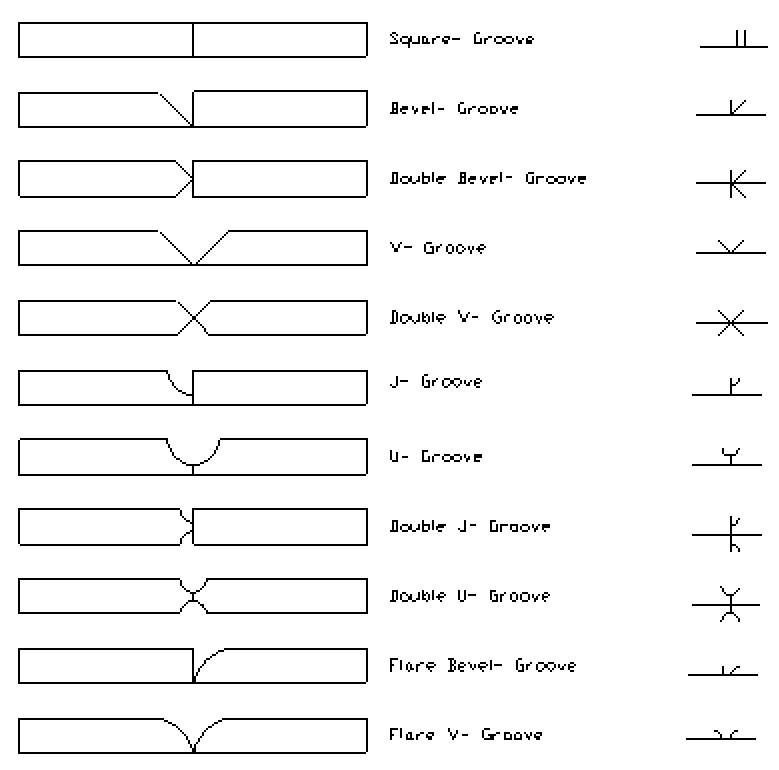 Square- Groove
Bevel- Groove
Double Bevel- Groove
V- Groove
Double V- Groove
J- Groove
U- Groove
Double J- Groove
Double U- Groove
Flare Bevel- Groove
Flare V- Groove